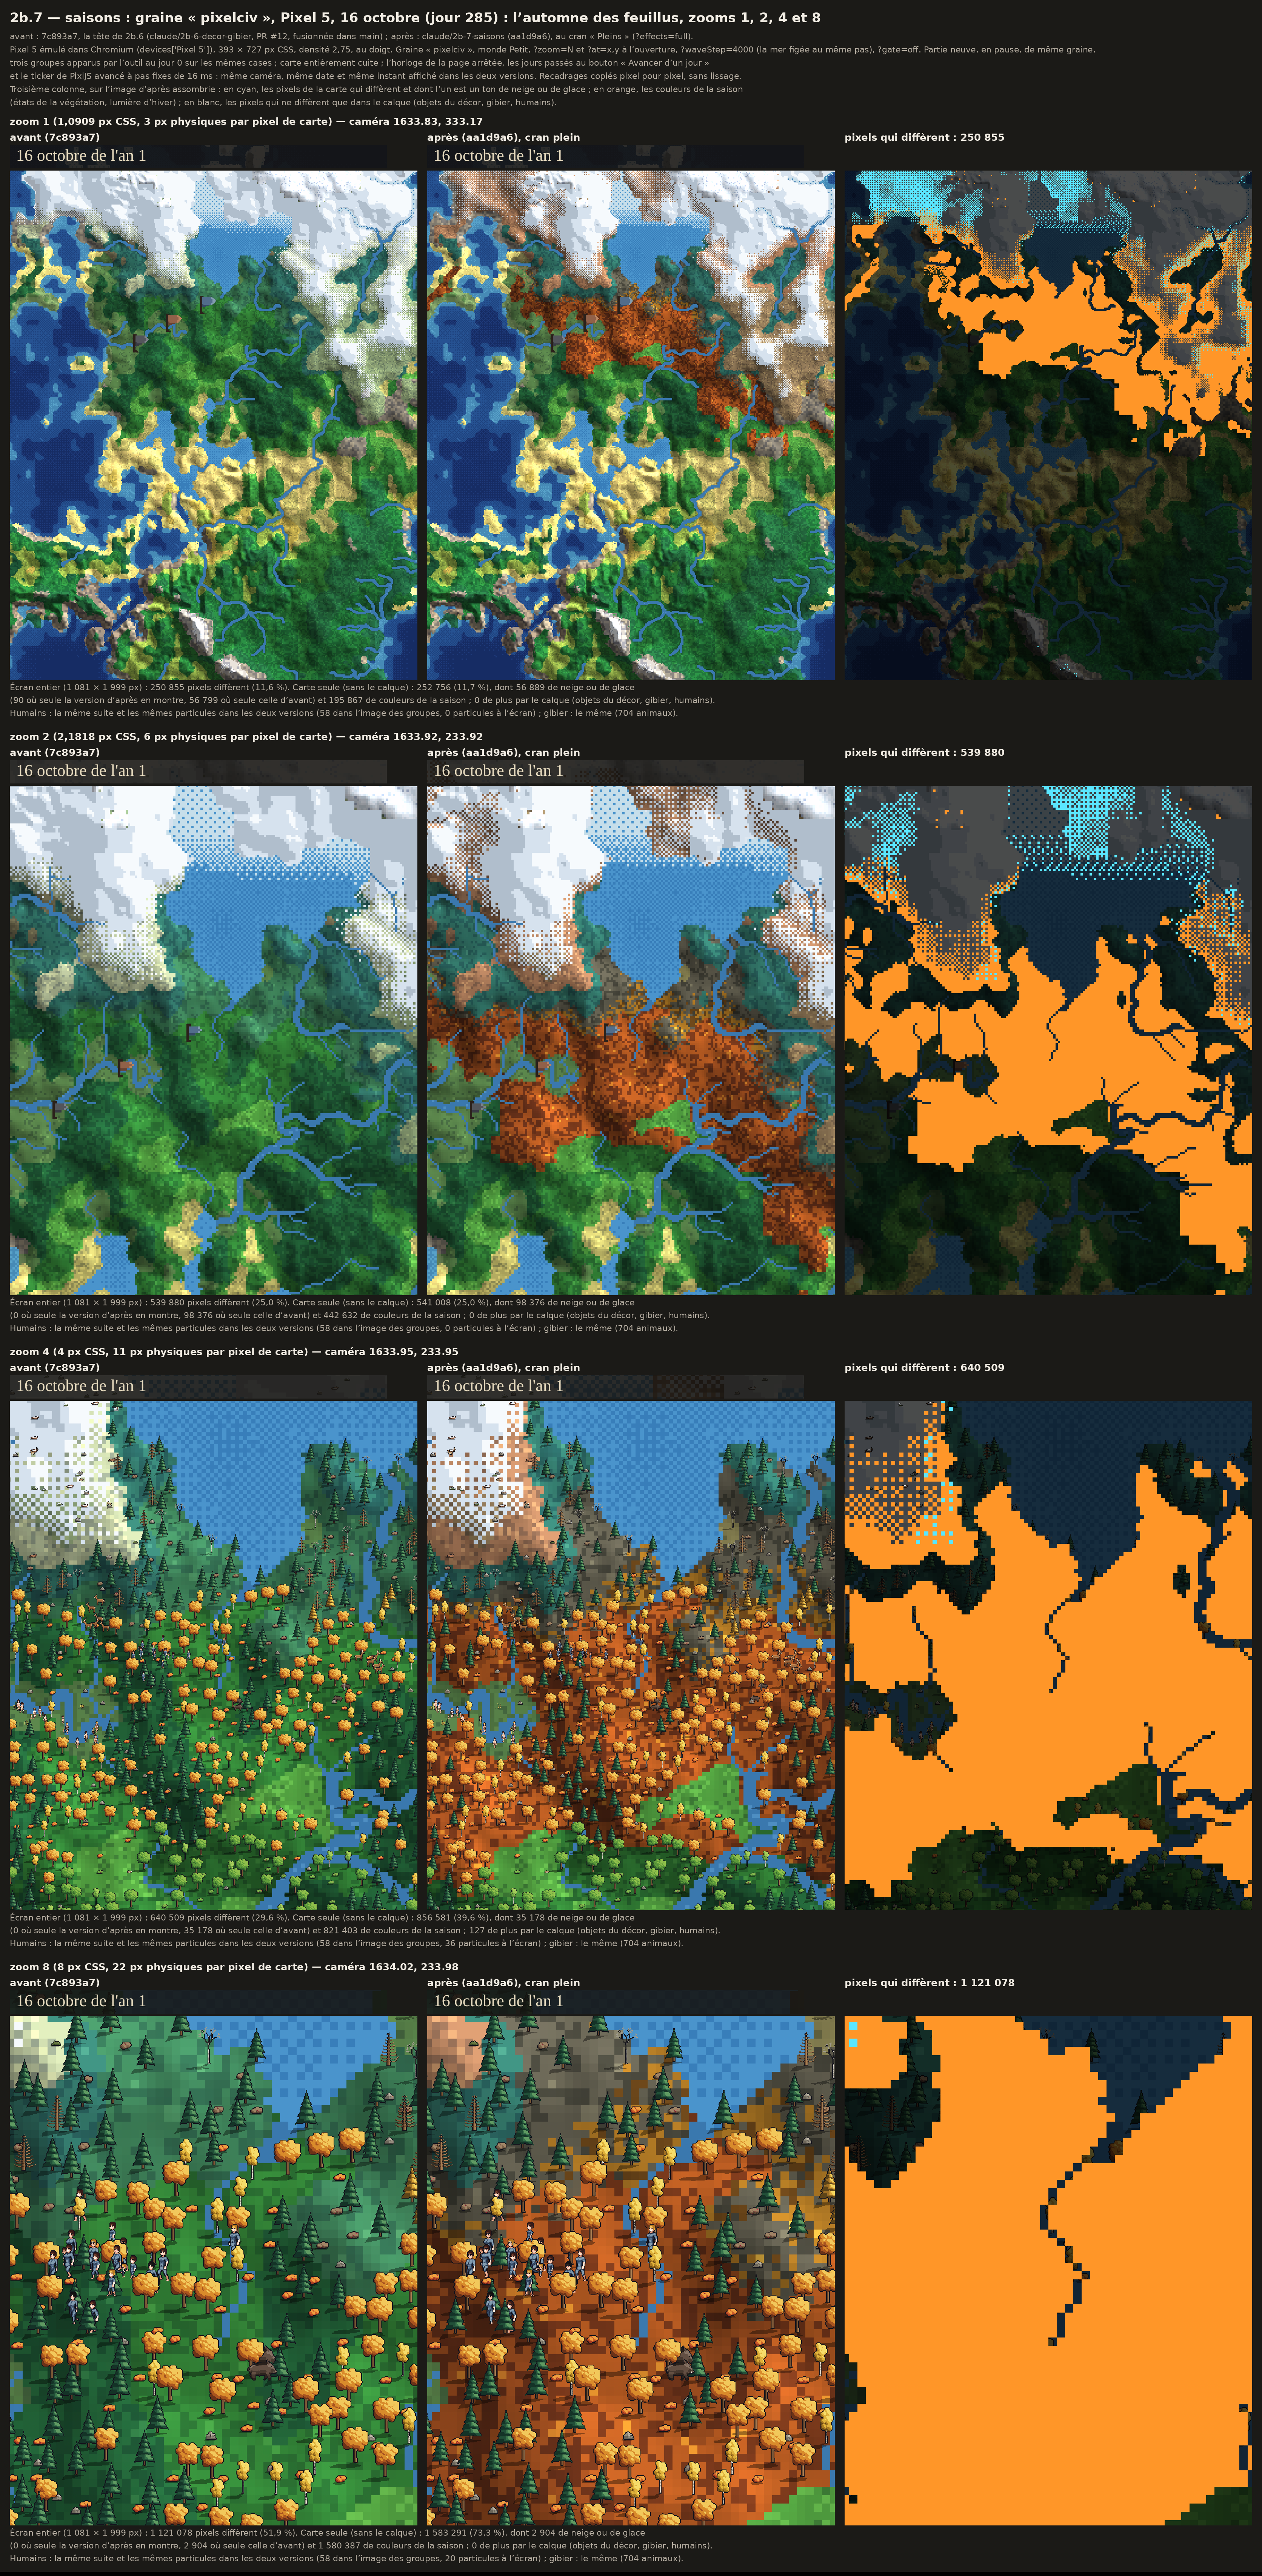 2b.7 — saisons : graine « pixelciv », Pixel 5, 16 octobre (jour 285) : l’automne des feuillus, zooms 1, 2, 4 et 8
avant : 7c893a7, la tête de 2b.6 (claude/2b-6-decor-gibier, PR #12, fusionnée dans main) ; après : claude/2b-7-saisons (aa1d9a6), au cran « Pleins » (?effects=full).
Pixel 5 émulé dans Chromium (devices['Pixel 5']), 393 × 727 px CSS, densité 2,75, au doigt. Graine « pixelciv », monde Petit, ?zoom=N et ?at=x,y à l’ouverture, ?waveStep=4000 (la mer figée au même pas), ?gate=off. Partie neuve, en pause, de même graine,
trois groupes apparus par l’outil au jour 0 sur les mêmes cases ; carte entièrement cuite ; l’horloge de la page arrêtée, les jours passés au bouton « Avancer d’un jour »
et le ticker de PixiJS avancé à pas fixes de 16 ms : même caméra, même date et même instant affiché dans les deux versions. Recadrages copiés pixel pour pixel, sans lissage.
Troisième colonne, sur l’image d’après assombrie : en cyan, les pixels de la carte qui diffèrent et dont l’un est un ton de neige ou de glace ; en orange, les couleurs de la saison
(états de la végétation, lumière d’hiver) ; en blanc, les pixels qui ne diffèrent que dans le calque (objets du décor, gibier, humains).
zoom 1 (1,0909 px CSS, 3 px physiques par pixel de carte) — caméra 1633.83, 333.17
avant (7c893a7) après (aa1d9a6), cran plein pixels qui diffèrent : 250 855
16 octobre de l'an 1 16 octobre de l'an 1
Écran entier (1 081 × 1 999 px) : 250 855 pixels diffèrent (11,6 %). Carte seule (sans le calque) : 252 756 (11,7 %), dont 56 889 de neige ou de glace
(90 où seule la version d’après en montre, 56 799 où seule celle d’avant) et 195 867 de couleurs de la saison ; 0 de plus par le calque (objets du décor, gibier, humains).
Humains : la même suite et les mêmes particules dans les deux versions (58 dans l’image des groupes, 0 particules à l’écran) ; gibier : le même (704 animaux).
zoom 2 (2,1818 px CSS, 6 px physiques par pixel de carte) — caméra 1633.92, 233.92
avant (7c893a7) après (aa1d9a6), cran plein pixels qui diffèrent : 539 880
16 octobre de l'an 1 16 octobre de l'an 1
Écran entier (1 081 × 1 999 px) : 539 880 pixels diffèrent (25,0 %). Carte seule (sans le calque) : 541 008 (25,0 %), dont 98 376 de neige ou de glace
(0 où seule la version d’après en montre, 98 376 où seule celle d’avant) et 442 632 de couleurs de la saison ; 0 de plus par le calque (objets du décor, gibier, humains).
Humains : la même suite et les mêmes particules dans les deux versions (58 dans l’image des groupes, 0 particules à l’écran) ; gibier : le même (704 animaux).
zoom 4 (4 px CSS, 11 px physiques par pixel de carte) — caméra 1633.95, 233.95
avant (7c893a7) après (aa1d9a6), cran plein pixels qui diffèrent : 640 509
16 octobre de l'an 1 16 octobre de l'an 1
Écran entier (1 081 × 1 999 px) : 640 509 pixels diffèrent (29,6 %). Carte seule (sans le calque) : 856 581 (39,6 %), dont 35 178 de neige ou de glace
(0 où seule la version d’après en montre, 35 178 où seule celle d’avant) et 821 403 de couleurs de la saison ; 127 de plus par le calque (objets du décor, gibier, humains).
Humains : la même suite et les mêmes particules dans les deux versions (58 dans l’image des groupes, 36 particules à l’écran) ; gibier : le même (704 animaux).
zoom 8 (8 px CSS, 22 px physiques par pixel de carte) — caméra 1634.02, 233.98
avant (7c893a7) après (aa1d9a6), cran plein pixels qui diffèrent : 1 121 078
16 octobre de l'an 1 16 octobre de l'an 1
Écran entier (1 081 × 1 999 px) : 1 121 078 pixels diffèrent (51,9 %). Carte seule (sans le calque) : 1 583 291 (73,3 %), dont 2 904 de neige ou de glace
(0 où seule la version d’après en montre, 2 904 où seule celle d’avant) et 1 580 387 de couleurs de la saison ; 0 de plus par le calque (objets du décor, gibier, humains).
Humains : la même suite et les mêmes particules dans les deux versions (58 dans l’image des groupes, 20 particules à l’écran) ; gibier : le même (704 animaux).